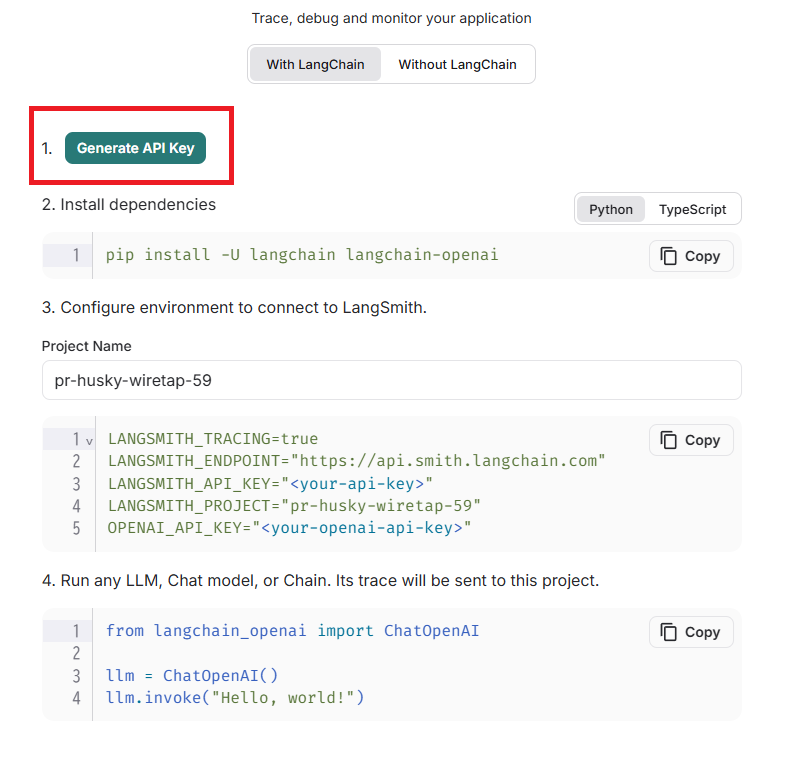 Trace, debug and monitor your application
With LangChain Without LangChain
1. Generate API Key
2. Install dependencies
Python TypeScript
1 pip install -U langchain langchain-openai
Copy
3. Configure environment to connect to LangSmith.
Project Name
pr-husky-wiretap-59
1 LANGSMITH_TRACING=true
Copy
2 LANGSMITH_ENDPOINT="https://api.smith.langchain.com"
3 LANGSMITH_API_KEY="<your-api-key>"
4 LANGSMITH_PROJECT="pr-husky-wiretap-59"
5 OPENAI_API_KEY="<your-openai-api-key>"
4. Run any LLM, Chat model, or Chain. Its trace will be sent to this project.
1 from langchain_openai import ChatOpenAI
Copy
2
3 llm = ChatOpenAI()
4 llm.invoke("Hello, world!")